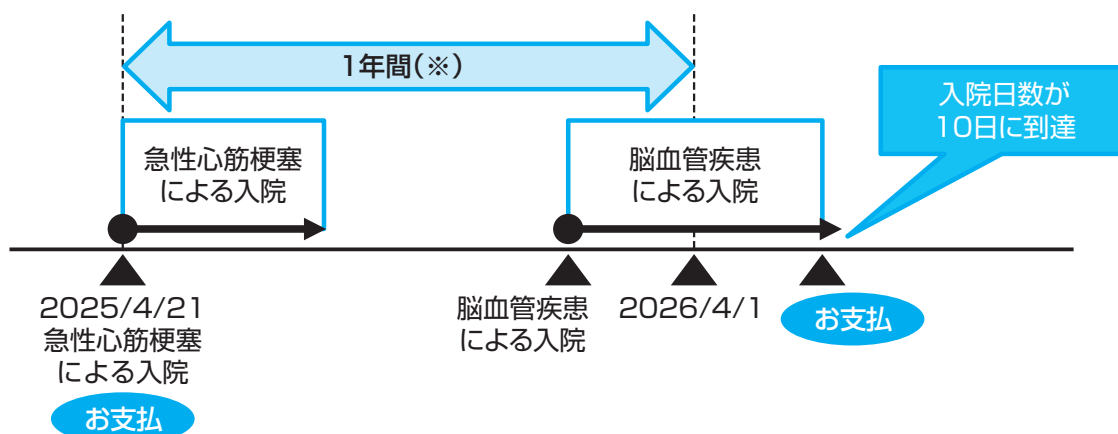 1年間(※)
入院日数が
10日に到達
急性心筋梗塞
による入院
脳血管疾患
による入院
2025/4/21
急性心筋梗塞
による入院
お支払
脳血管疾患
による入院
2026/4/1
お支払